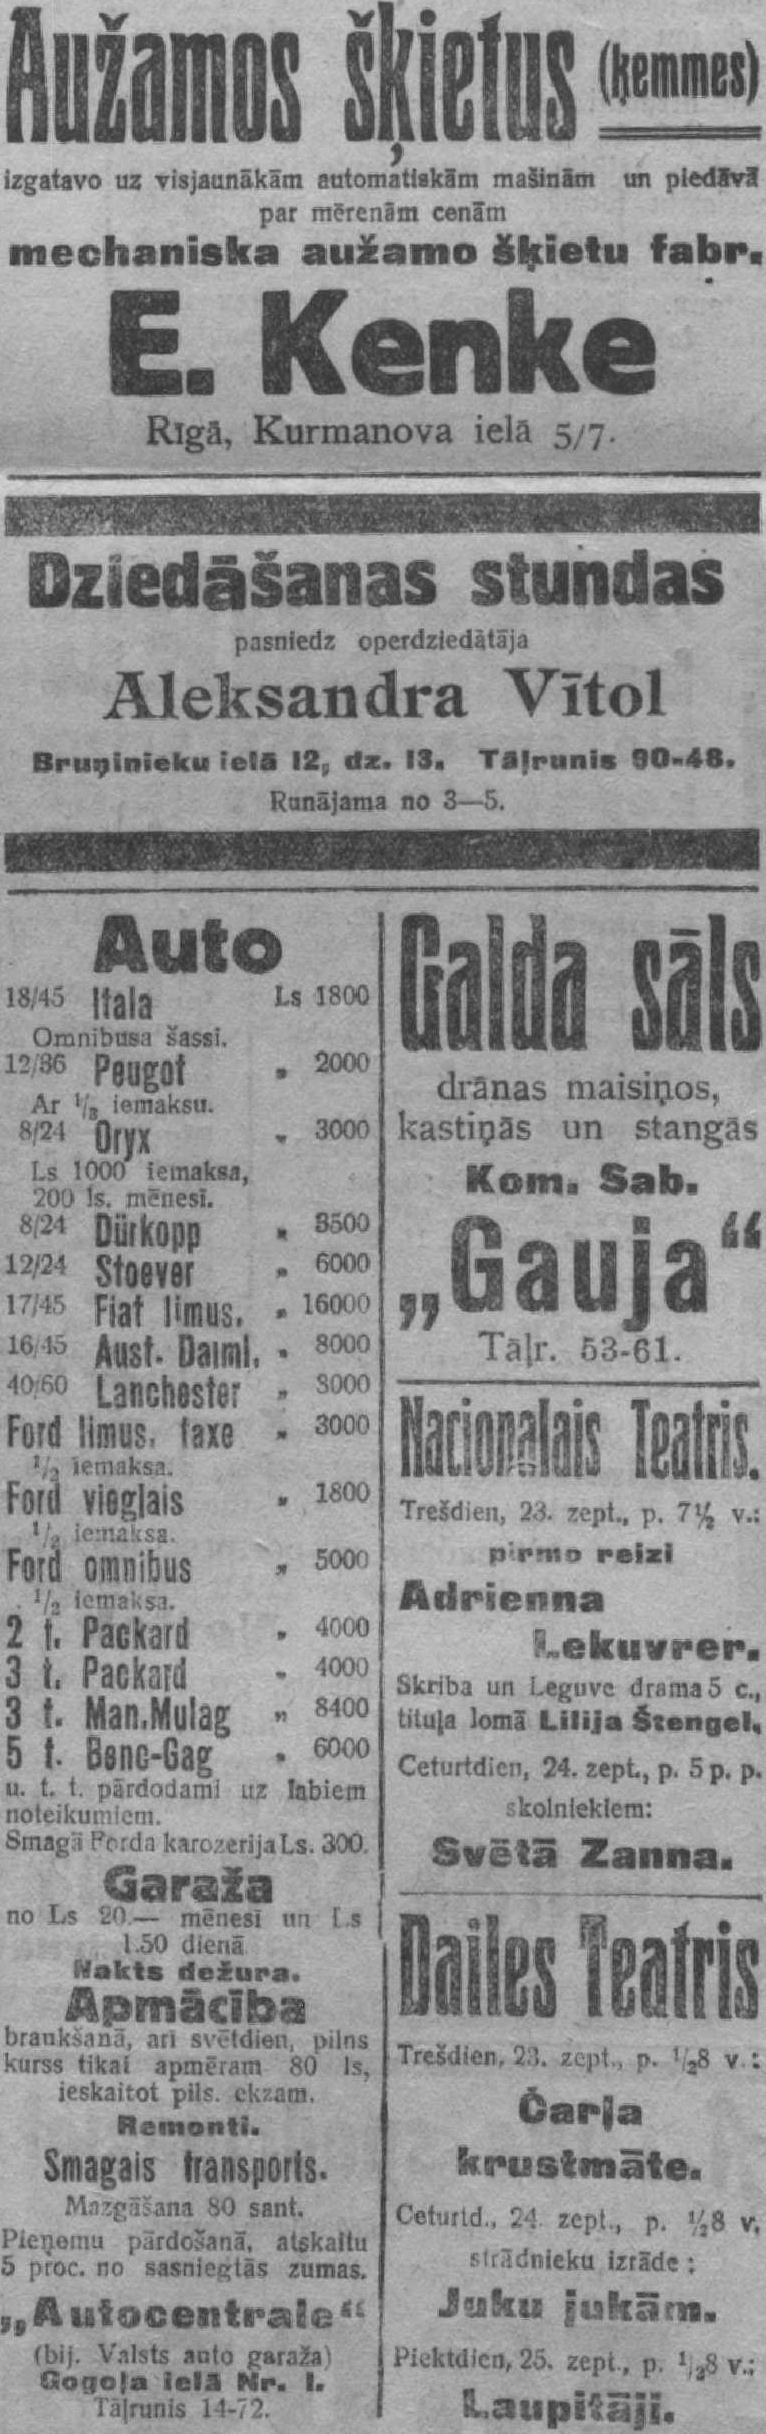 Aužamos šķietus (ķemmes)
izgatavo uz visjaunākām automatiskām mašinām un piedāvā
par mērenām cenām
mechaniska aužamo šķietu fabr.
E. Kenke
Rīgā, Kurmanova ielā 5/7.
Dziedāšanas stundas
pasniedz operdziedātāja
Aleksandra Vītol
Bruņinieku ielā 12, dz. 13. Tāļrunis 90-48.
Runājama no 3—5.
Auto
18/45 Itala Ls 1800
Omnibusa šassi.
12/36 Peugot „ 2000
Ar 1/3 iemaksu.
8/24 Oryx „ 3000
Ls 1000 iemaksa,
200 ls. mēnesī.
8/24 Dürkopp „ 3500
12/24 Stoever „ 6000
17/45 Fiat limus. „ 16000
16/45 Aust. Daiml. „ 8000
40/60 Lanchester „ 3000
Ford limus. taxe „ 3000
1/2 iemaksa.
Ford vieglais „ 1800
1/2 iemaksa.
Ford omnibus „ 5000
1/2 iemaksa.
2 t. Packard „ 4000
3 t. Packard „ 4000
3 t. Man.Mulag „ 8400
5 t. Benc-Gag „ 6000
u. t. t. pārdodami uz labiem
noteikumiem.
Smagā Forda karozerija Ls. 300.
Garaža
no Ls 20.— mēnesī un Ls
1.50 dienā
Nakts dežura.
Apmācība
braukšanā, arī svētdien, pilns
kurss tikai apmēram 80 ls,
ieskaitot pils. ekzam.
Remonti.
Smagais transports.
Mazgāšana 80 sant.
Pieņemu pārdošanā, atskaitu
5 proc. no sasniegtās zumas.
„Autocentrale“
(bij. Valsts auto garaža)
Gogoļa ielā Nr. 1.
Tāļrunis 14-72.
Galda sāls
drānas maisiņos,
kastiņās un stangās
Kom. Sab.
„Gauja“
Tāļr. 53-61.
Nacionalais Teatris.
Trešdien, 23. zept., p. 7½ v.:
pirmo reizi
Adrienna
Lekuvrer.
Skriba un Leguve drama 5 c.,
tituļa lomā Lilija Štengel.
Ceturtdien, 24. zept., p. 5 p. p.
skolniekiem:
Svētā Zanna.
Dailes Teatris
Trešdien, 23. zept., p. 1/28 v.:
Čarļa
krustmāte.
Ceturtd., 24. zept., p. ½8 v.
strādnieku izrāde:
Juku jukām.
Piektdien, 25. zept., p. 1/28 v.:
Laupitāji.